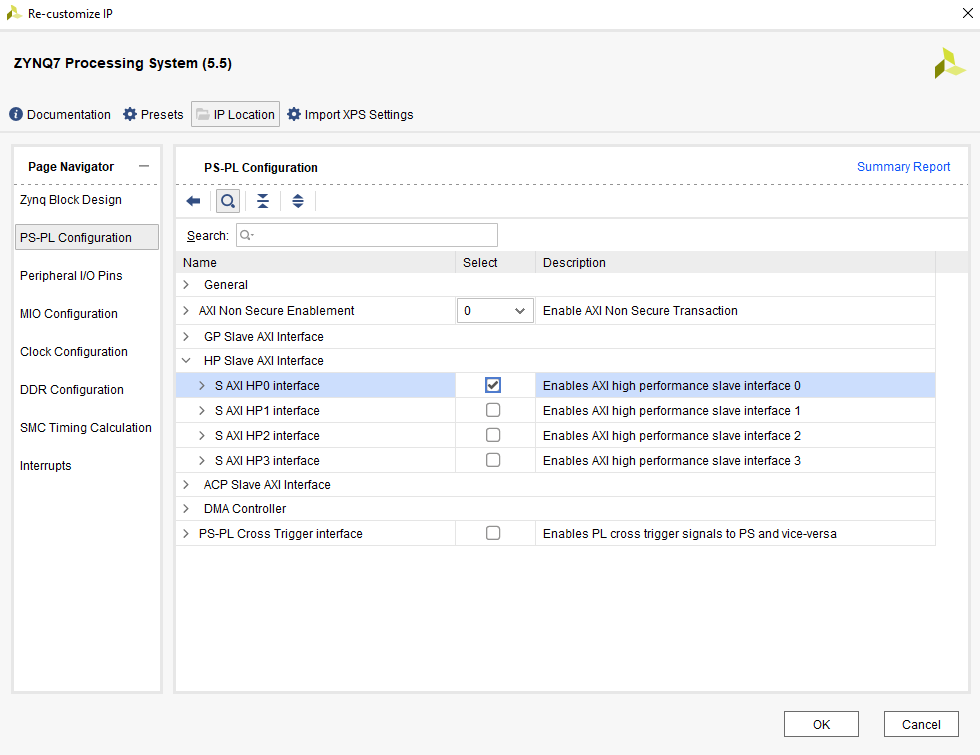 Re-customize IP
ZYNQ7 Processing System (5.5)
Documentation Presets IP Location Import XPS Settings
Page Navigator
Zynq Block Design
PS-PL Configuration
Peripheral I/O Pins
MIO Configuration
Clock Configuration
DDR Configuration
SMC Timing Calculation
Interrupts
PS-PL Configuration Summary Report
Search:
Name Select Description
General
AXI Non Secure Enablement 0 Enable AXI Non Secure Transaction
GP Slave AXI Interface
HP Slave AXI Interface
S AXI HP0 interface Enables AXI high performance slave interface 0
S AXI HP1 interface Enables AXI high performance slave interface 1
S AXI HP2 interface Enables AXI high performance slave interface 2
S AXI HP3 interface Enables AXI high performance slave interface 3
ACP Slave AXI Interface
DMA Controller
PS-PL Cross Trigger interface Enables PL cross trigger signals to PS and vice-versa
OK Cancel